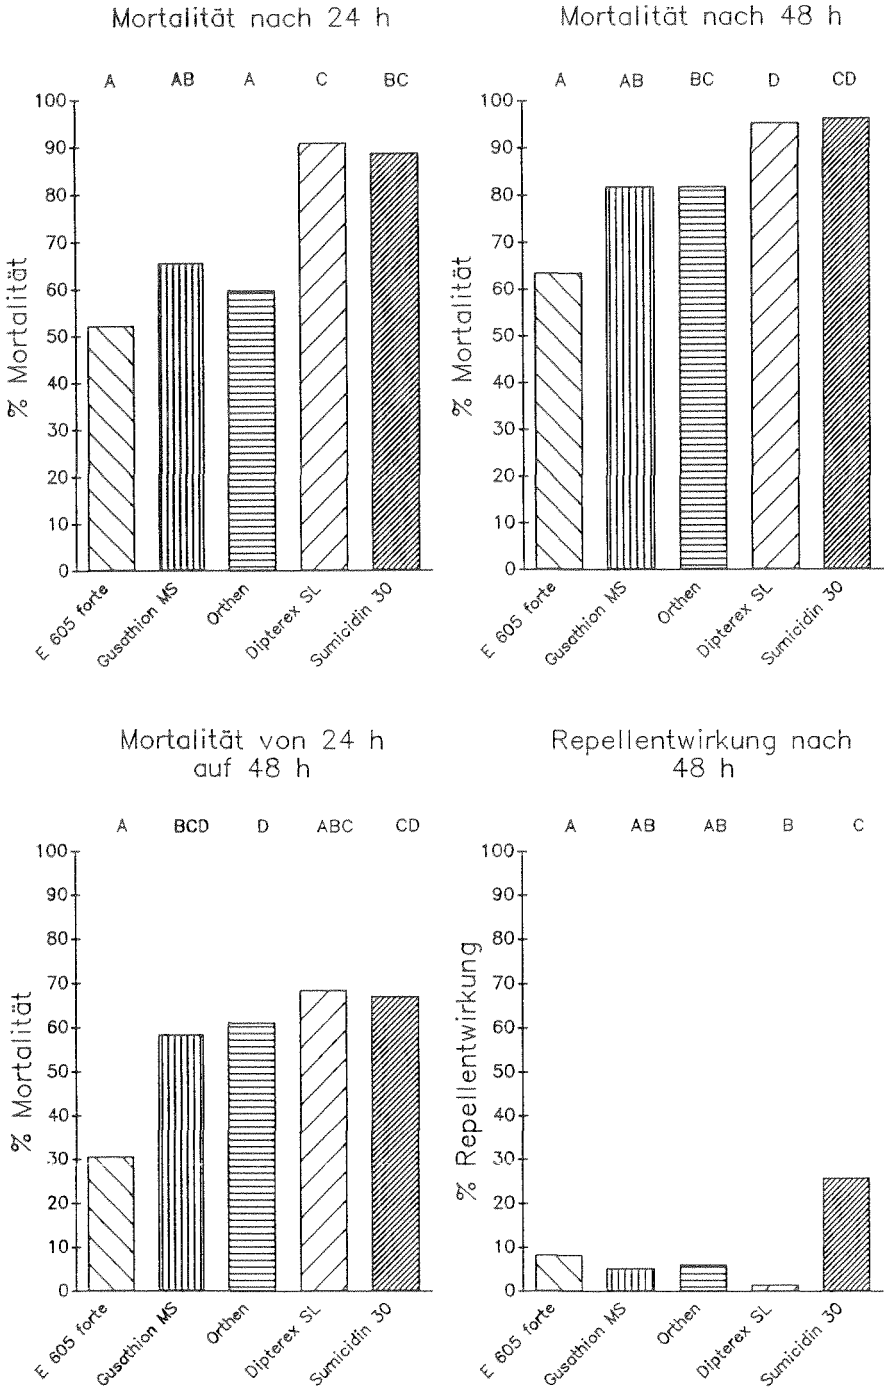 Mortalität nach 24 h
A AB A C BC
% Mortalität
100
90
80
70
60
50
40
30
20
10
0
E 605 forte
Gusathion MS
Orthen
Dipterex SL
Sumicidin 30
Mortalität nach 48 h
A AB BC D CD
% Mortalität
100
90
80
70
60
50
40
30
20
10
0
E 605 forte
Gusathion MS
Orthen
Dipterex SL
Sumicidin 30
Mortalität von 24 h
auf 48 h
A BCD D ABC CD
% Mortalität
100
90
80
70
60
50
40
30
20
10
0
E 605 forte
Gusathion MS
Orthen
Dipterex SL
Sumicidin 30
Repellentwirkung nach
48 h
A AB AB B C
% Repellentwirkung
100
90
80
70
60
50
40
30
20
10
0
E 605 forte
Gusathion MS
Orthen
Dipterex SL
Sumicidin 30